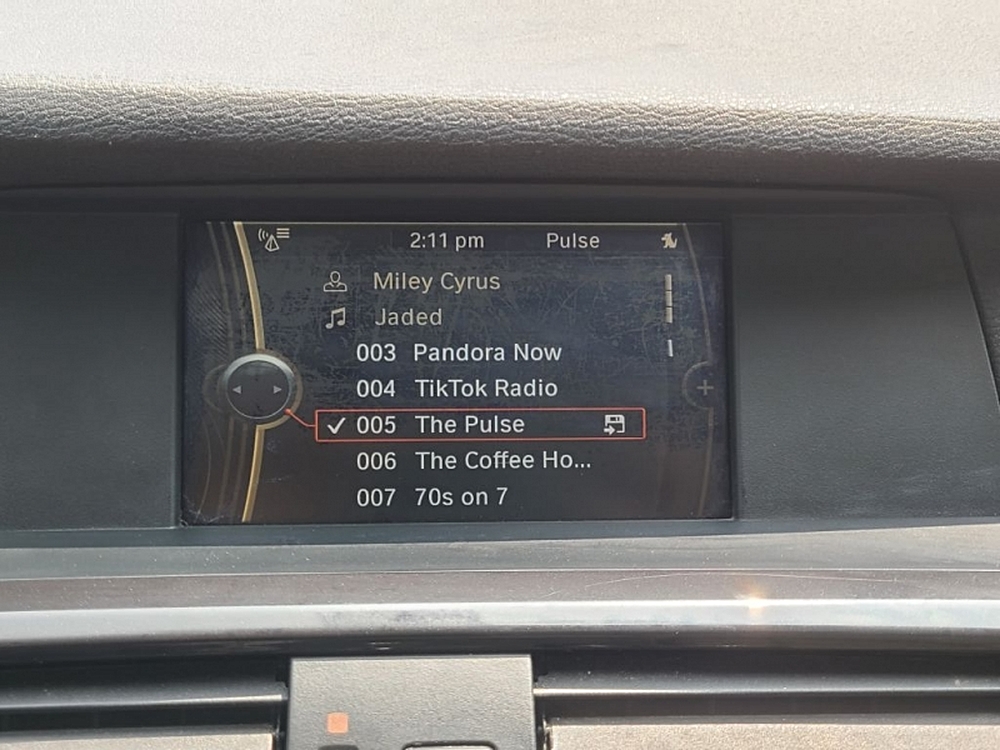 2:11 pm Pulse
Miley Cyrus
Jaded
003 Pandora Now
004 TikTok Radio
005 The Pulse
006 The Coffee Ho...
007 70s on 7